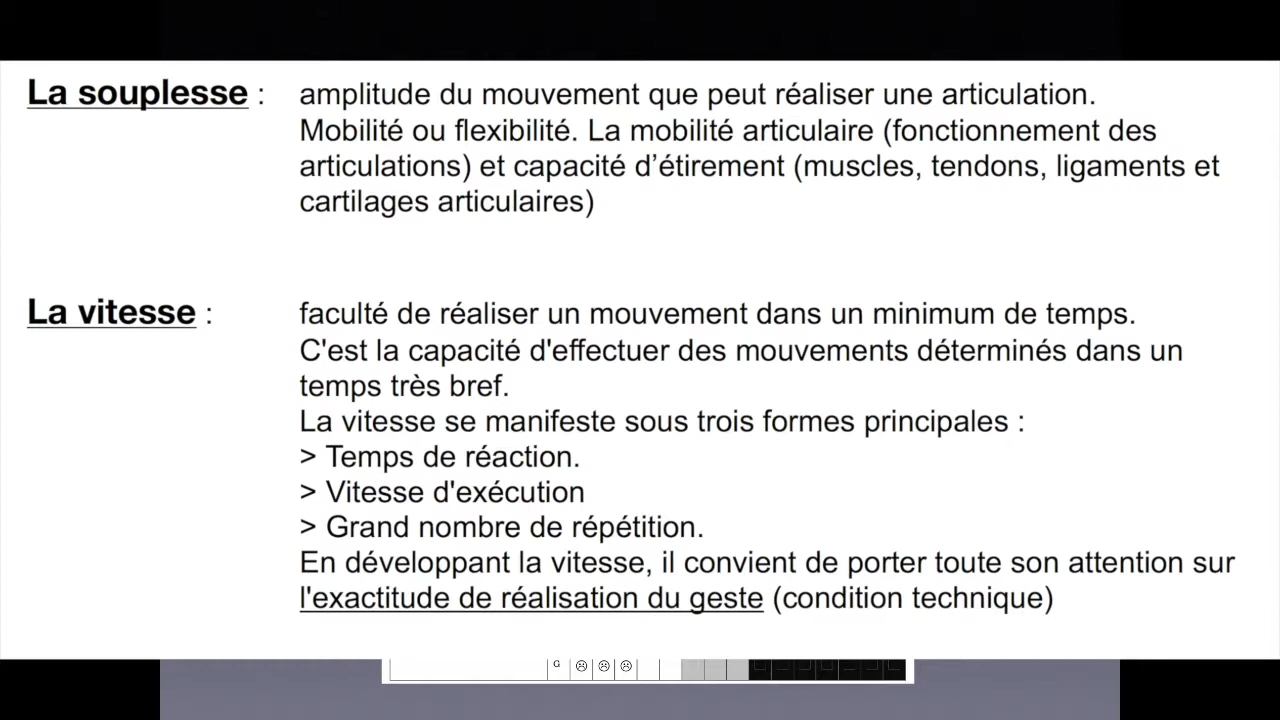 La souplesse : amplitude du mouvement que peut réaliser une articulation.
Mobilité ou flexibilité. La mobilité articulaire (fonctionnement des
articulations) et capacité d’étirement (muscles, tendons, ligaments et
cartilages articulaires)
La vitesse : faculté de réaliser un mouvement dans un minimum de temps.
C'est la capacité d'effectuer des mouvements déterminés dans un
temps très bref.
La vitesse se manifeste sous trois formes principales :
> Temps de réaction.
> Vitesse d'exécution
> Grand nombre de répétition.
En développant la vitesse, il convient de porter toute son attention sur
l'exactitude de réalisation du geste (condition technique)
G